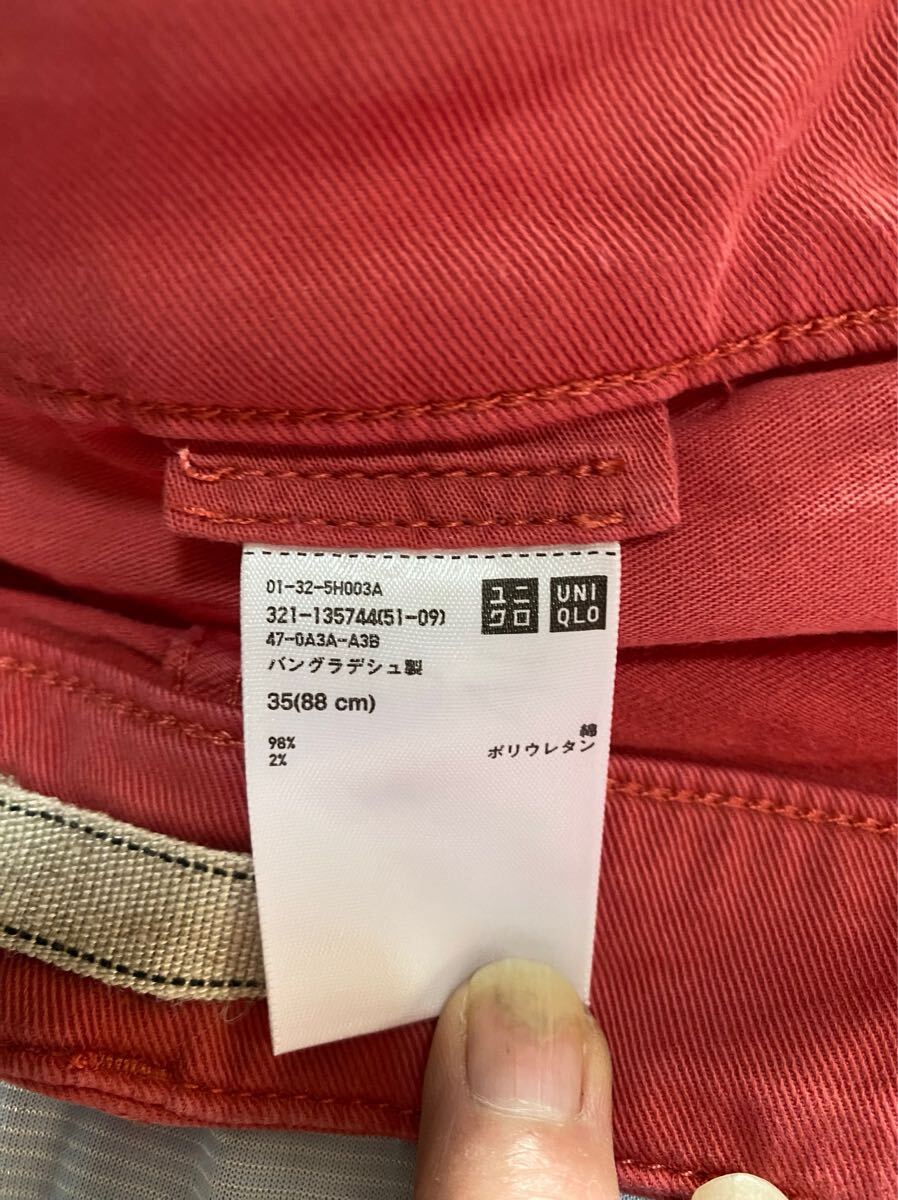 01-32-5H003A
321-135744(51-09)
47-0A3A-A3B
バングラデシュ製
35(88 cm)
98% 綿
2% ポリウレタン
ユニ
クロ
UNI
QLO